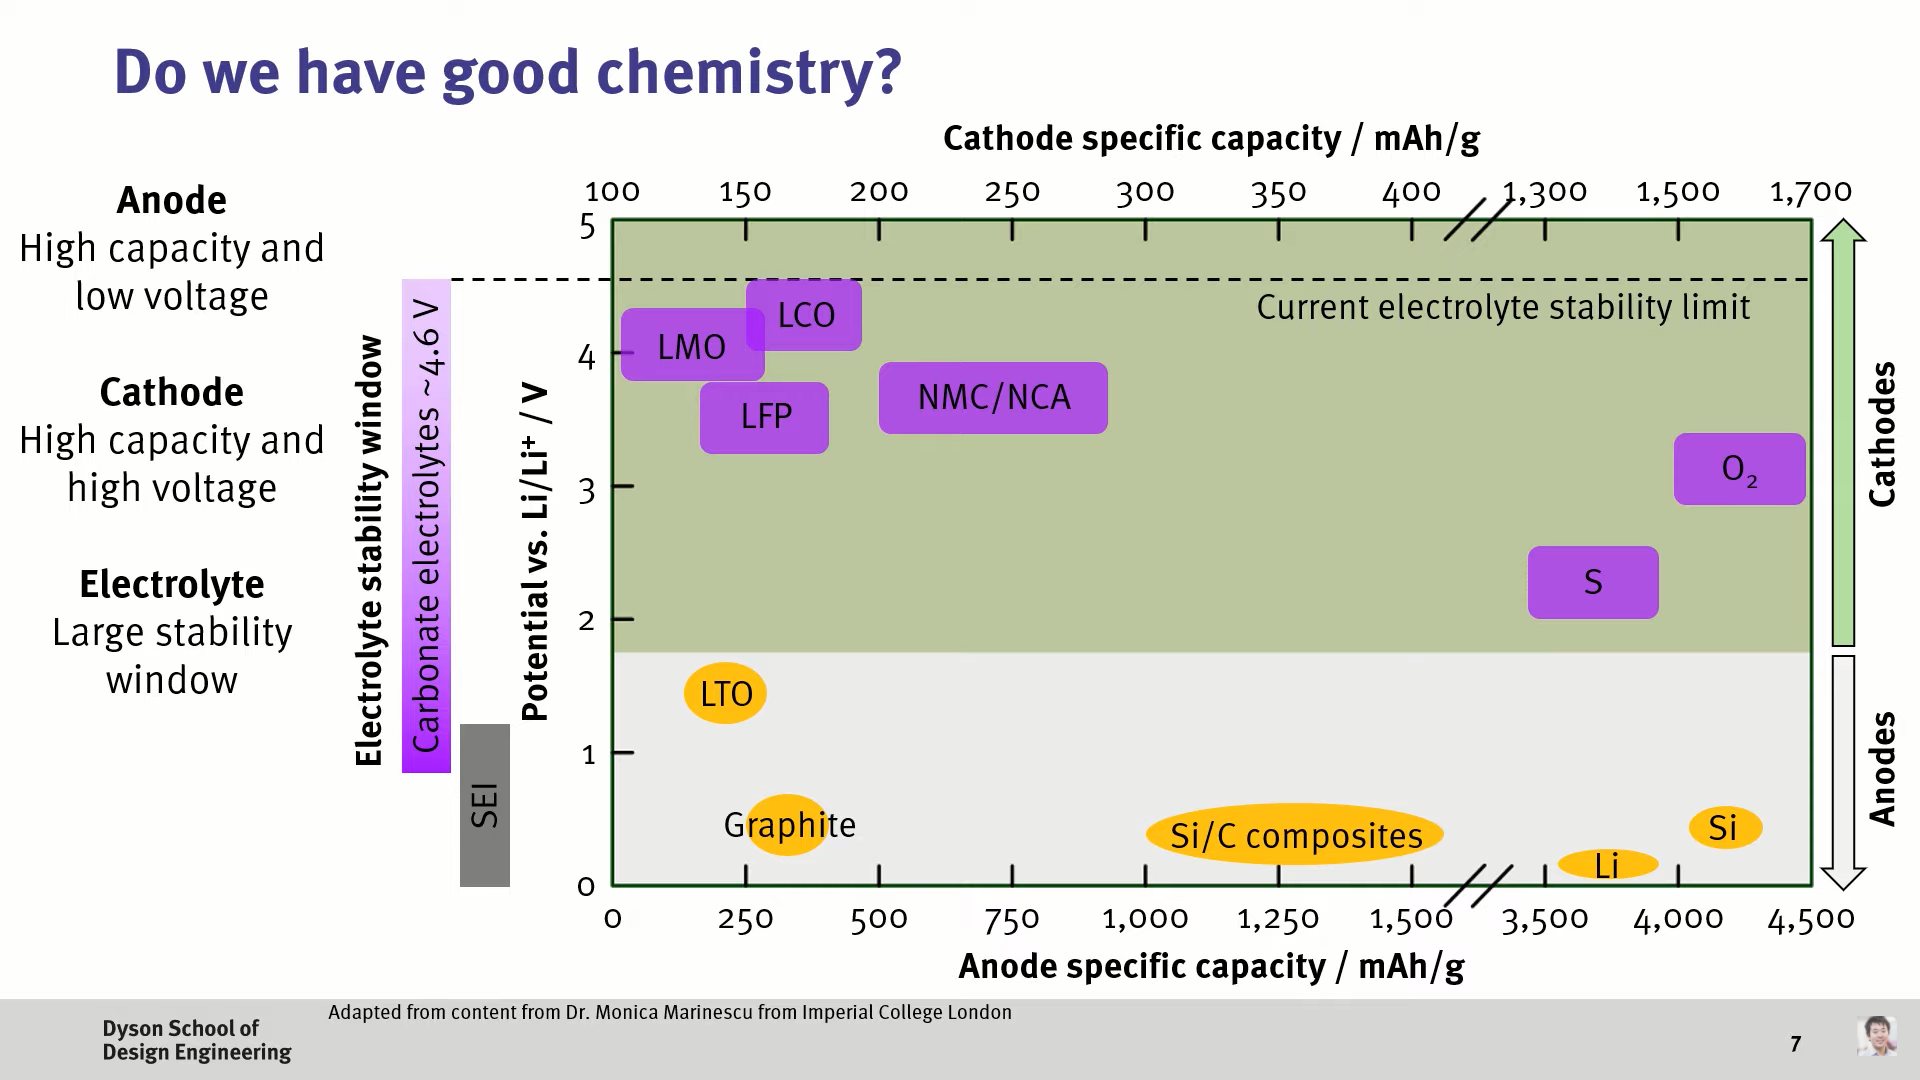 Do we have good chemistry?
Anode
High capacity and
low voltage
Cathode
High capacity and
high voltage
Electrolyte
Large stability
window
Electrolyte stability window
Carbonate electrolytes ~4.6 V
SEI
Potential vs. Li/Li⁺ / V
Cathode specific capacity / mAh/g
100 150 200 250 300 350 400 1,300 1,500 1,700
5
4
3
2
1
0
Current electrolyte stability limit
LCO
LMO
NMC/NCA
LFP
O₂
S
LTO
Graphite
Si/C composites
Si
Li
0 250 500 750 1,000 1,250 1,500 3,500 4,000 4,500
Anode specific capacity / mAh/g
Cathodes
Anodes
Adapted from content from Dr. Monica Marinescu from Imperial College London
Dyson School of
Design Engineering
7